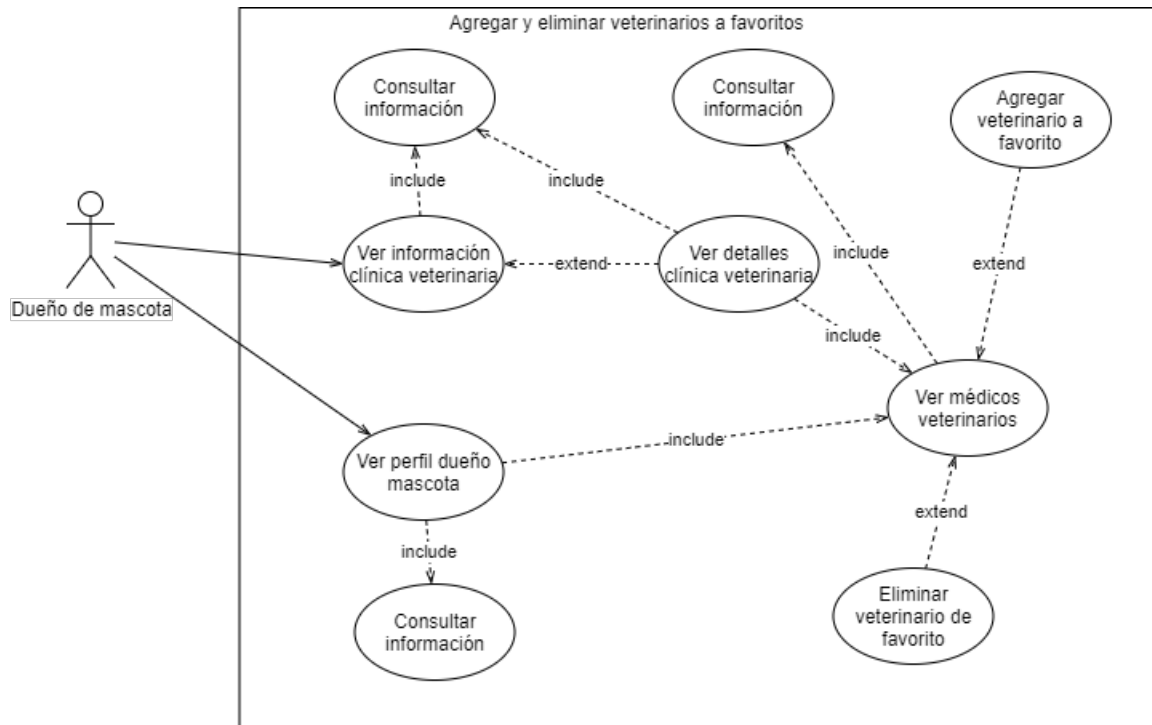 Agregar y eliminar veterinarios a favoritos
Consultar
información
Consultar
información
Agregar
veterinario a
favorito
include
include
include
extend
Dueño de mascota
Ver información
clínica veterinaria
extend
Ver detalles
clínica veterinaria
include
Ver médicos
veterinarios
include
Ver perfil dueño
mascota
extend
include
Consultar
información
Eliminar
veterinario de
favorito